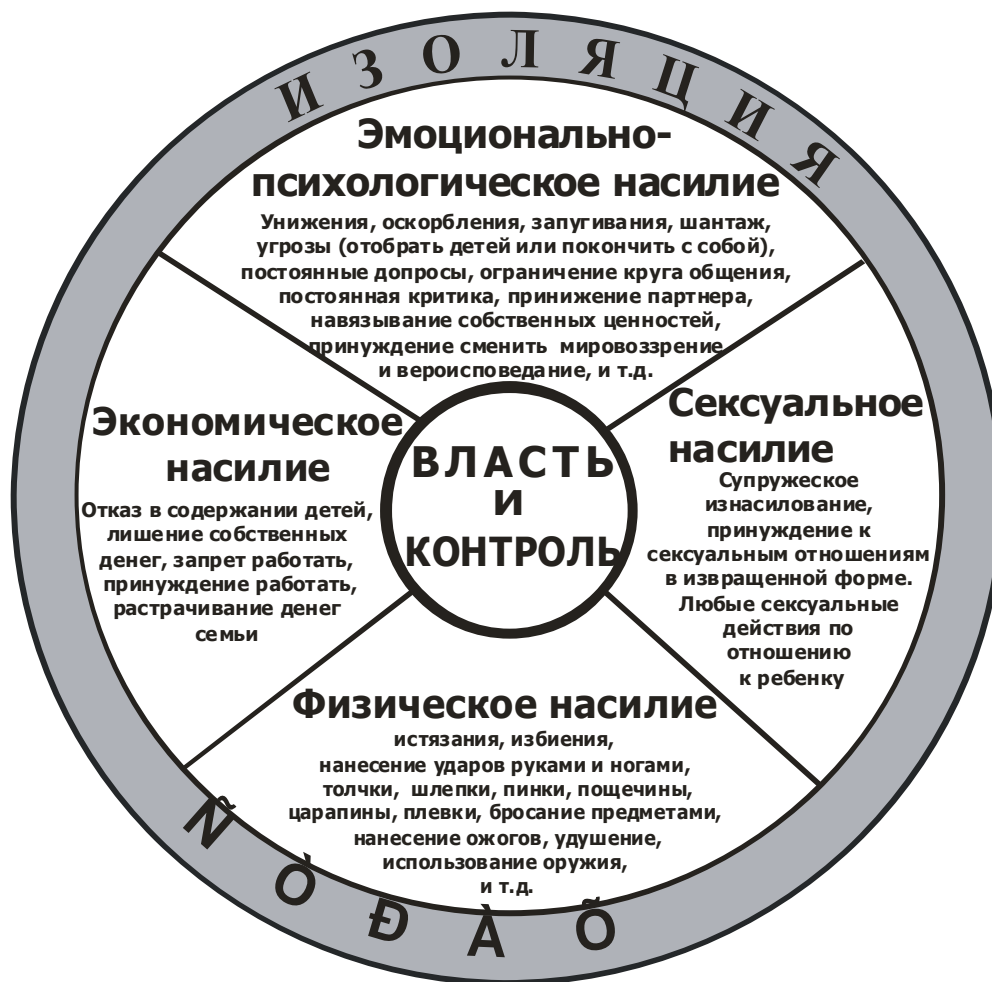 ИЗОЛЯЦИЯ
Эмоционально-
психологическое насилие
Унижения, оскорбления, запугивания, шантаж,
угрозы (отобрать детей или покончить с собой),
постоянные допросы, ограничение круга общения,
постоянная критика, принижение партнера,
навязывание собственных ценностей,
принуждение сменить мировоззрение
и вероисповедание, и т.д.
Экономическое
насилие
Отказ в содержании детей,
лишение собственных
денег, запрет работать,
принуждение работать,
растрачивание денег
семьи
ВЛАСТЬ
И
КОНТРОЛЬ
Сексуальное
насилие
Супружеское
изнасилование,
принуждение к
сексуальным отношениям
в извращенной форме.
Любые сексуальные
действия по
отношению
к ребенку
Физическое насилие
истязания, избиения,
нанесение ударов руками и ногами,
толчки, шлепки, пинки, пощечины,
царапины, плевки, бросание предметами,
нанесение ожогов, удушение,
использование оружия,
и т.д.
ÑÒÐÀÕ